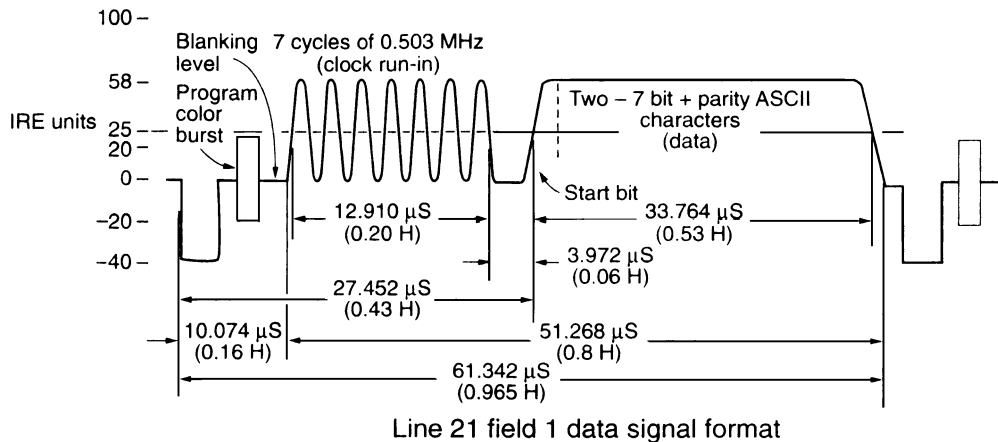 100
Blanking level
7 cycles of 0.503 MHz
(clock run-in)
58
Program
color
burst
Two – 7 bit + parity ASCII
characters
(data)
IRE units
25
20
0
Start bit
–20
–40
12.910 μS
(0.20 H)
33.764 μS
(0.53 H)
3.972 μS
(0.06 H)
27.452 μS
(0.43 H)
10.074 μS
(0.16 H)
51.268 μS
(0.8 H)
61.342 μS
(0.965 H)
Line 21 field 1 data signal format